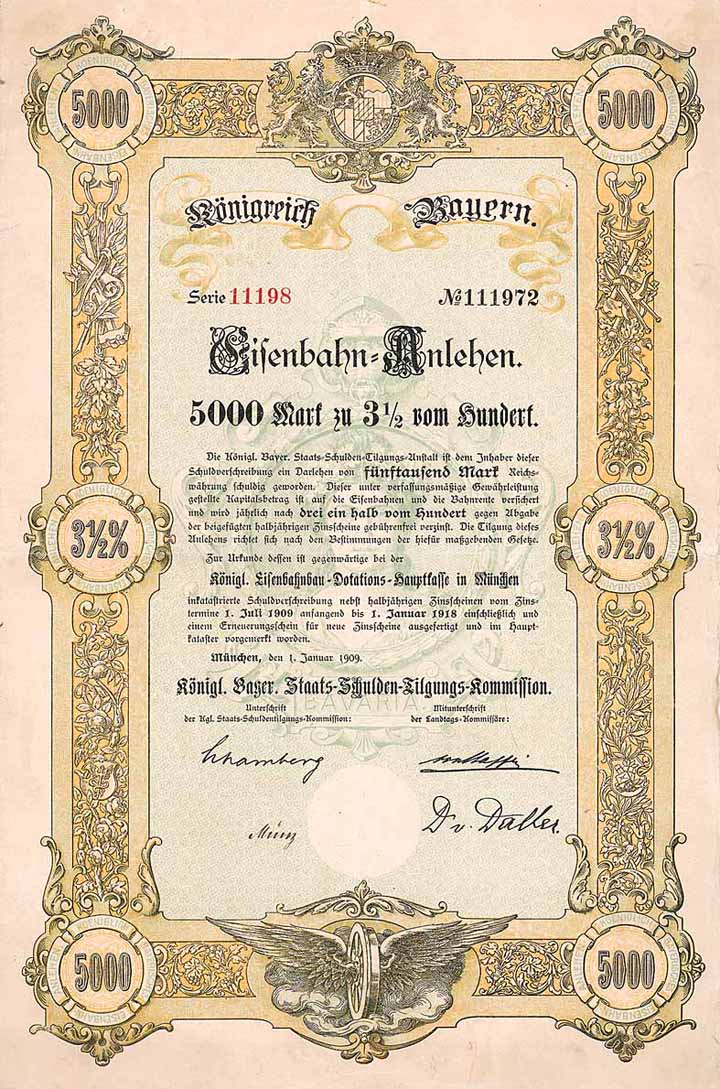 5000
5000
Königreich Bayern.
Serie 11198 No 111972
Eisenbahn-Anlehen.
5000 Mark zu 3½ vom Hundert.
Die Königl. Bayer. Staats-Schulden-Tilgungs-Anstalt ist dem Inhaber dieser
Schuldverschreibung ein Darlehen von fünftausend Mark Reichs-
währung schuldig geworden. Dieser unter verfassungsmäßige Gewährleistung
gestellte Kapitalsbetrag ist auf die Eisenbahnen und die Bahnrente versichert
und wird jährlich nach drei ein halb vom Hundert gegen Abgabe
der beigefügten halbjährigen Zinsscheine gebührenfrei verzinst. Die Tilgung dieses
Anlehens richtet sich nach den Bestimmungen der hiefür maßgebenden Gesetze.
Zur Urkunde dessen ist gegenwärtige bei der
Königl. Eisenbahnbau-Dotations-Hauptkasse in München
inkatastrierte Schuldverschreibung nebst halbjährigen Zinsscheinen vom Zins-
termine 1. Juli 1909 anfangend bis 1. Januar 1918 einschließlich und
einem Erneuerungsschein für neue Zinsscheine ausgefertigt und im Haupt-
kataster vorgemerkt worden.
München, den 1. Januar 1909.
Königl. Bayer. Staats-Schulden-Tilgungs-Kommission.
BAVARIA
Unterschrift Mitunterschrift
der Kgl. Staats-Schuldentilgungs-Kommission: der Landtags-Kommissäre:
Dr. v. Daller
3½%
3½%
5000
5000
KOENIGLICH
EISENBAHN